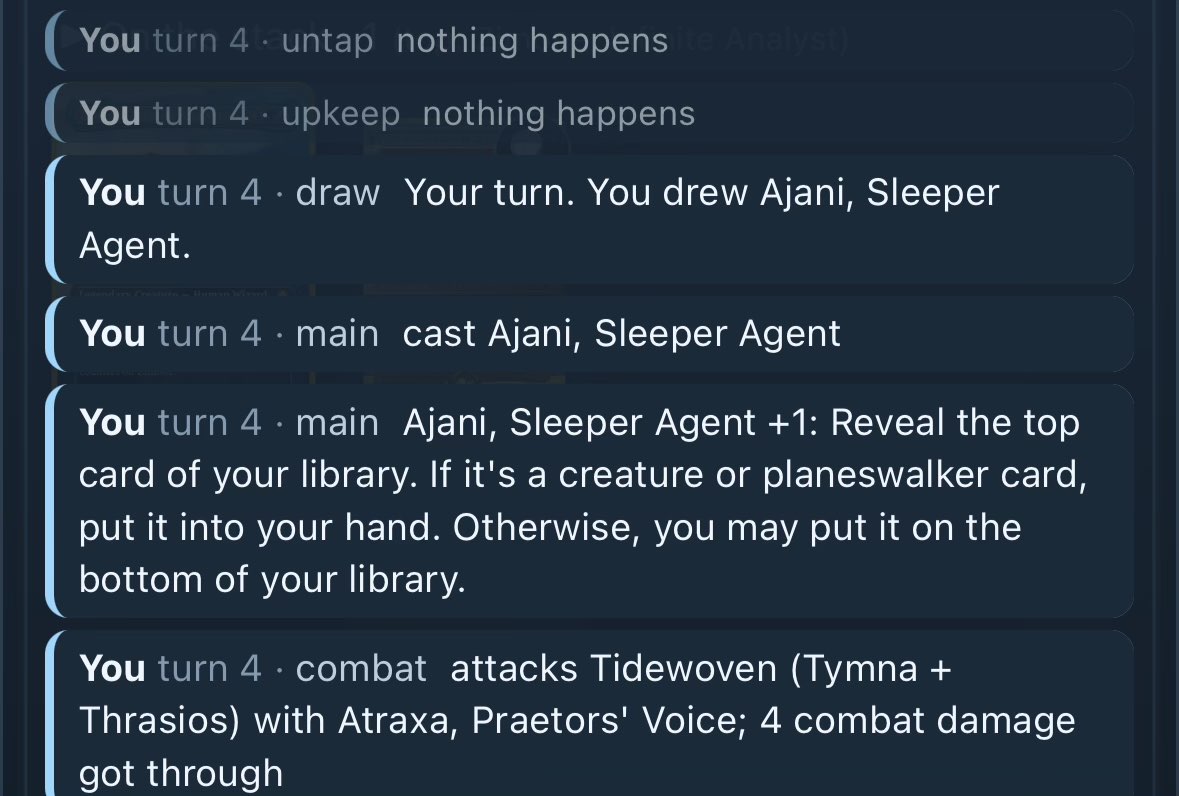 You turn 4 · untap nothing happens
You turn 4 · upkeep nothing happens
You turn 4 · draw Your turn. You drew Ajani, Sleeper
Agent.
You turn 4 · main cast Ajani, Sleeper Agent
You turn 4 · main Ajani, Sleeper Agent +1: Reveal the top
card of your library. If it's a creature or planeswalker card,
put it into your hand. Otherwise, you may put it on the
bottom of your library.
You turn 4 · combat attacks Tidewoven (Tymna +
Thrasios) with Atraxa, Praetors' Voice; 4 combat damage
got through